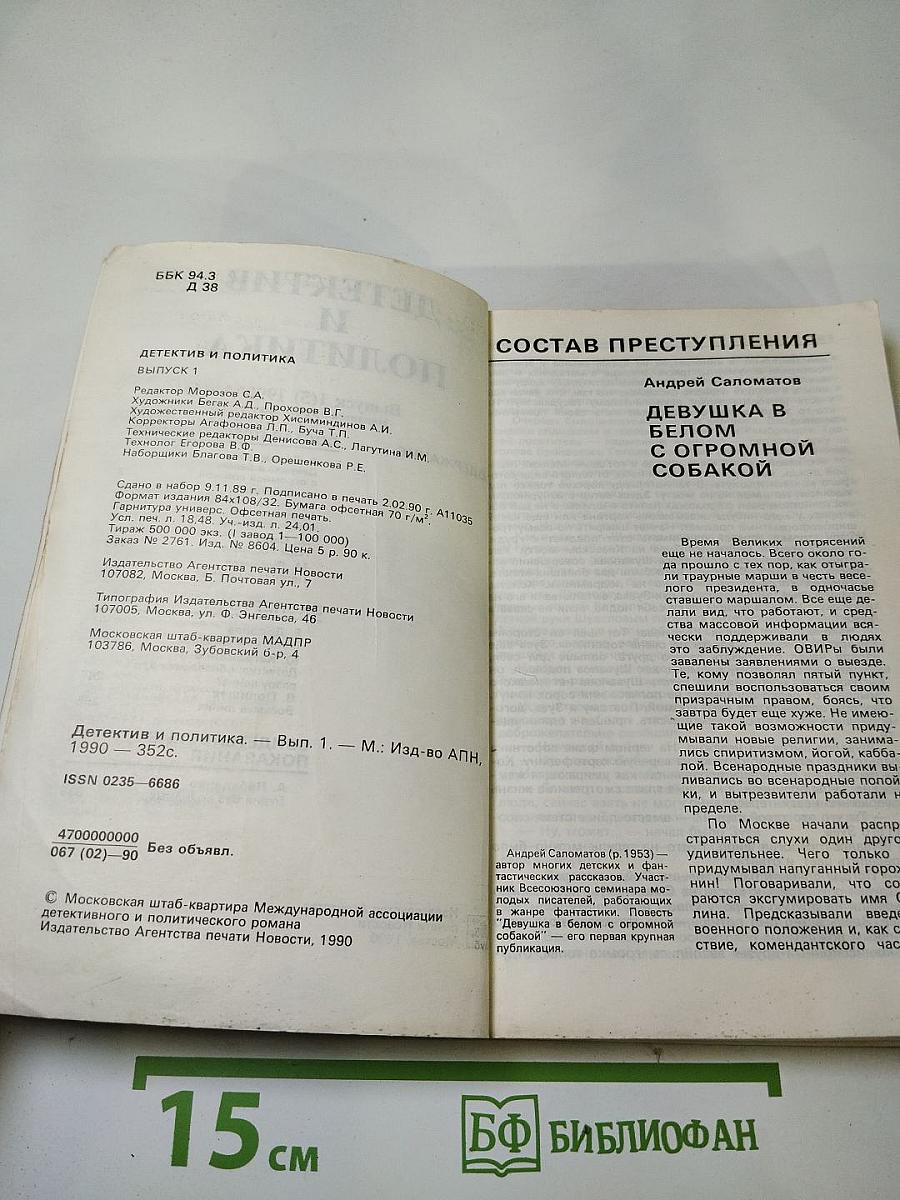 ББК 94.3
Д 38
ДЕТЕКТИВ И ПОЛИТИКА
ВЫПУСК 1
Редактор Морозов С.А.
Художники Бегак А.Д., Прохоров В.Г.
Художественный редактор Хисиминдинов А.И.
Корректоры Агафонова Л.П., Буча Т.П.
Технические редакторы Денисова А.С., Лагутина И.М.
Технолог Егорова В.Ф.
Наборщики Благова Т.В., Орешенкова Р.Е.
Сдано в набор 9.11.89 г. Подписано в печать 2.02.90 г. А11035
Формат издания 84х108/32. Бумага офсетная 70 г/м².
Гарнитура универс. Офсетная печать.
Усл. печ. л. 18,48. Уч.-изд. л. 24,01.
Тираж 500 000 экз. (I завод 1—100 000)
Заказ № 2761. Изд. № 8604. Цена 5 р. 90 к.
Издательство Агентства печати Новости
107082, Москва, Б. Почтовая ул., 7
Типография Издательства Агентства печати Новости
107005, Москва, ул. Ф. Энгельса, 46
Московская штаб-квартира МАДПР
103786, Москва, Зубовский б-р, 4
Детектив и политика. — Вып. 1. — М.: Изд-во АПН,
1990 — 352с.
ISSN 0235—6686
4700000000
067 (02)—90 Без объявл.
© Московская штаб-квартира Международной ассоциации
детективного и политического романа
Издательство Агентства печати Новости, 1990
СОСТАВ ПРЕСТУПЛЕНИЯ
Андрей Саломатов
ДЕВУШКА В
БЕЛОМ
С ОГРОМНОЙ
СОБАКОЙ
Время Великих потрясений
еще не началось. Всего около го-
да прошло с тех пор, как отыгра-
ли траурные марши в честь весе-
лого президента, в одночасье
ставшего маршалом. Все еще де-
лали вид, что работают, и сред-
ства массовой информации вся-
чески поддерживали в людях
это заблуждение. ОВИРы были
завалены заявлениями о выезде.
Те, кому позволял пятый пункт,
спешили воспользоваться своим
призрачным правом, боясь, что
завтра будет еще хуже. Не имею-
щие такой возможности приду-
мывали новые религии, занима-
лись спиритизмом, йогой, кабба-
лой. Всенародные праздники вы-
ливались во всенародные попой-
ки, и вытрезвители работали н
пределе.
По Москве начали распр
страняться слухи один друго
удивительнее. Чего только
придумывал напуганный горож
нин! Поговаривали, что со
раются эксгумировать имя С
лина. Предсказывали введе
военного положения и, как с
ствие, комендантского час
Андрей Саломатов (р. 1953) —
автор многих детских и фан-
тастических рассказов. Участ-
ник Всесоюзного семинара мо-
лодых писателей, работающих
в жанре фантастики. Повесть
"Девушка в белом с огромной
собакой" — его первая крупная
публикация.
15 см
БФ БИБЛИОФАН